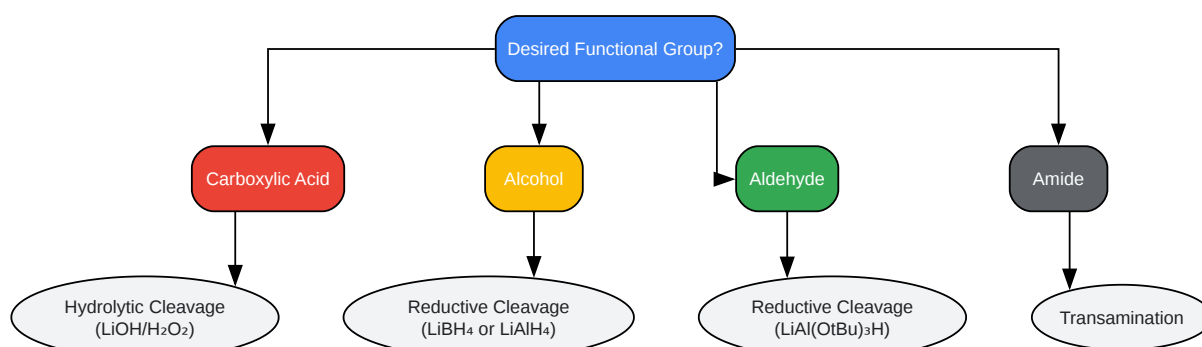 Desired Functional Group?
Carboxylic Acid
Alcohol
Aldehyde
Amide
Hydrolytic Cleavage
(LiOH/H₂O₂)
Reductive Cleavage
(LiBH₄ or LiAlH₄)
Reductive Cleavage
(LiAl(OtBu)₃H)
Transamination